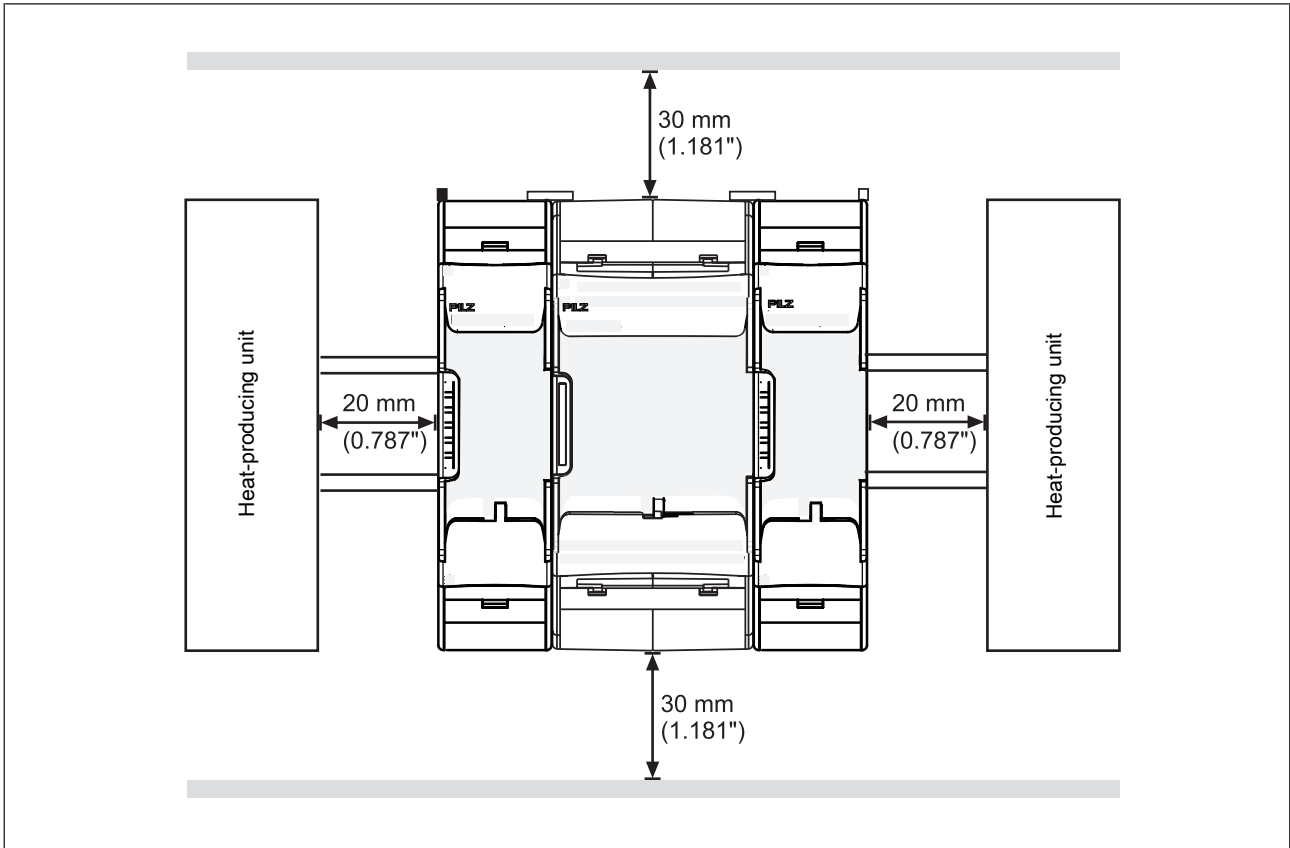 30 mm
(1.181")
PILZ
PILZ
PILZ
Heat-producing unit
20 mm
(0.787")
20 mm
(0.787")
Heat-producing unit
30 mm
(1.181")